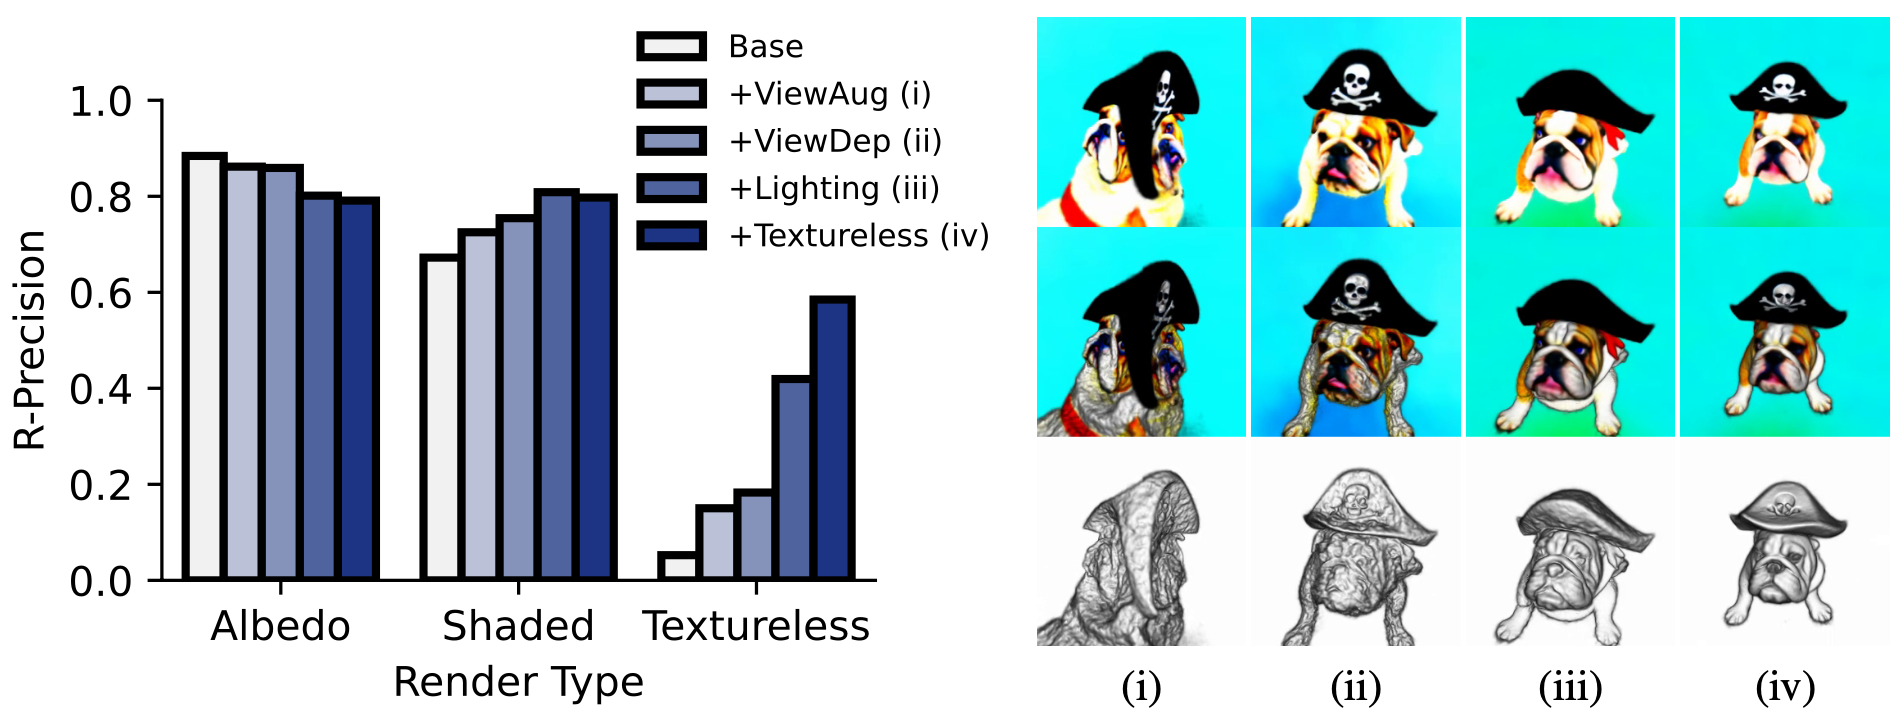 Base
+ViewAug (i)
+ViewDep (ii)
+Lighting (iii)
+Textureless (iv)
R-Precision
1.0
0.8
0.6
0.4
0.2
0.0
Albedo Shaded Textureless
Render Type
(i) (ii) (iii) (iv)